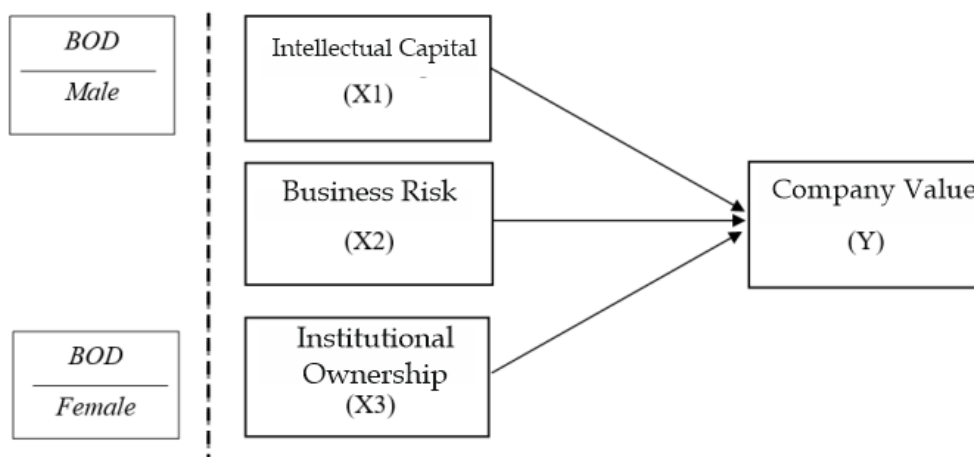 BOD
Male
Intellectual Capital
(X1)
Business Risk
(X2)
Company Value
(Y)
BOD
Female
Institutional
Ownership
(X3)